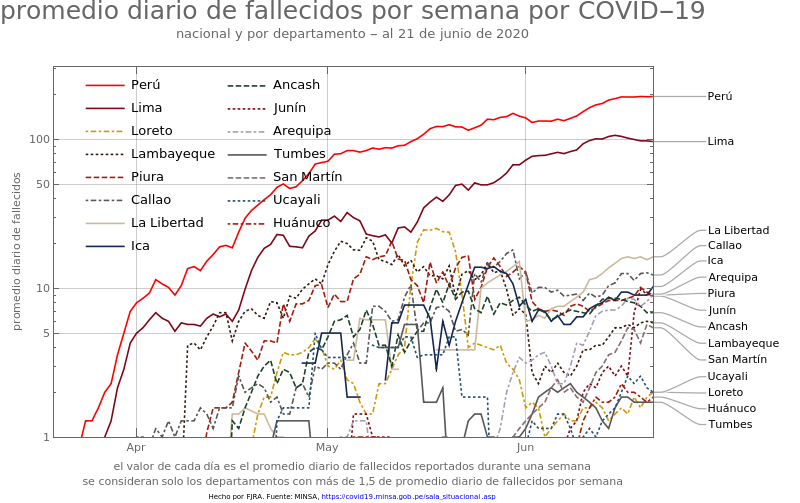 promedio diario de fallecidos por semana por COVID−19
nacional y por departamento − al 21 de junio de 2020
promedio diario de fallecidos
100
50
10
5
1
Apr
May
Jun
Perú
Lima
Loreto
Lambayeque
Piura
Callao
La Libertad
Ica
Ancash
Junín
Arequipa
Tumbes
San Martín
Ucayali
Huánuco
Perú
Lima
La Libertad
Callao
Ica
Arequipa
Piura
Junín
Ancash
Lambayeque
San Martín
Ucayali
Loreto
Huánuco
Tumbes
el valor de cada día es el promedio diario de fallecidos reportados durante una semana
se consideran solo los departamentos con más de 1,5 de promedio diario de fallecidos por semana
Hecho por FJRA. Fuente: MINSA, https://covid19.minsa.gob.pe/sala_situacional.asp